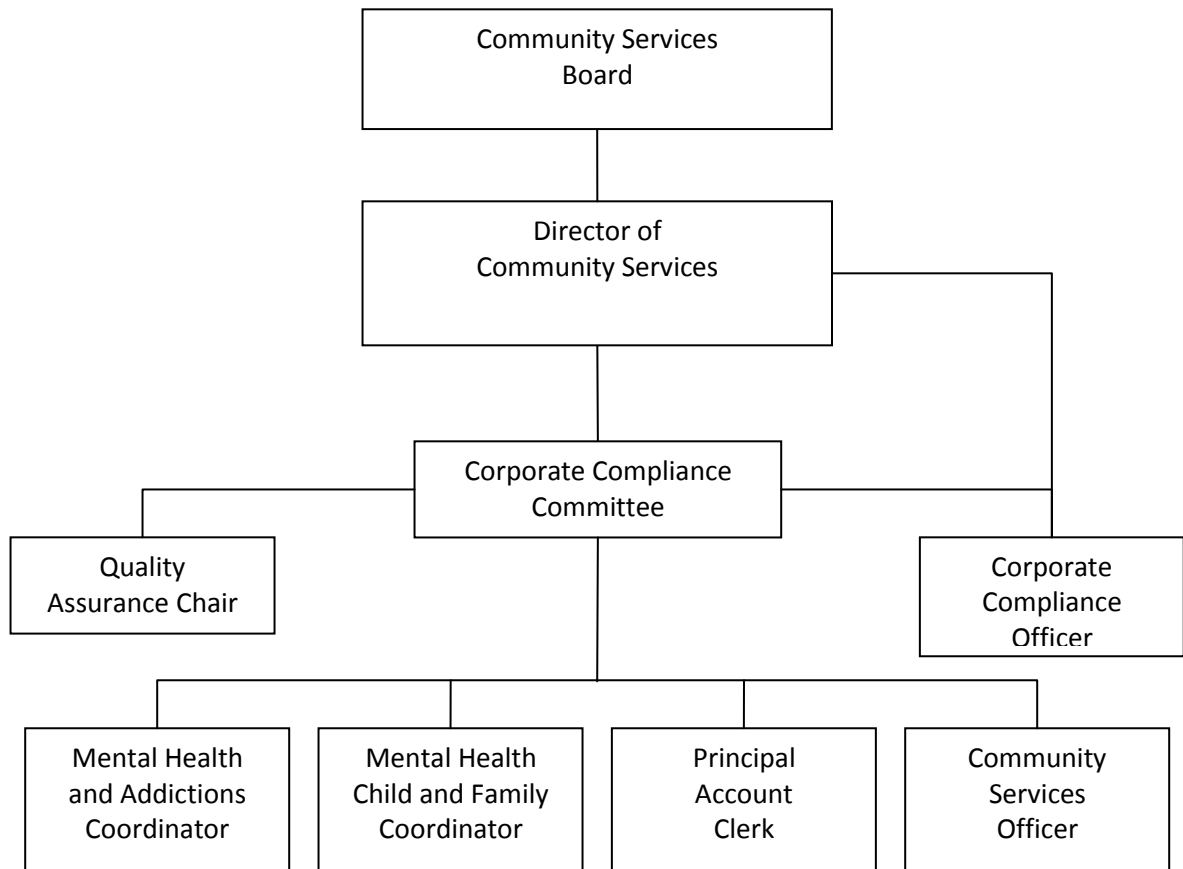 Community Services
Board
Director of
Community Services
Corporate Compliance
Committee
Quality
Assurance Chair
Corporate
Compliance
Officer
Mental Health
and Addictions
Coordinator
Mental Health
Child and Family
Coordinator
Principal
Account
Clerk
Community
Services
Officer